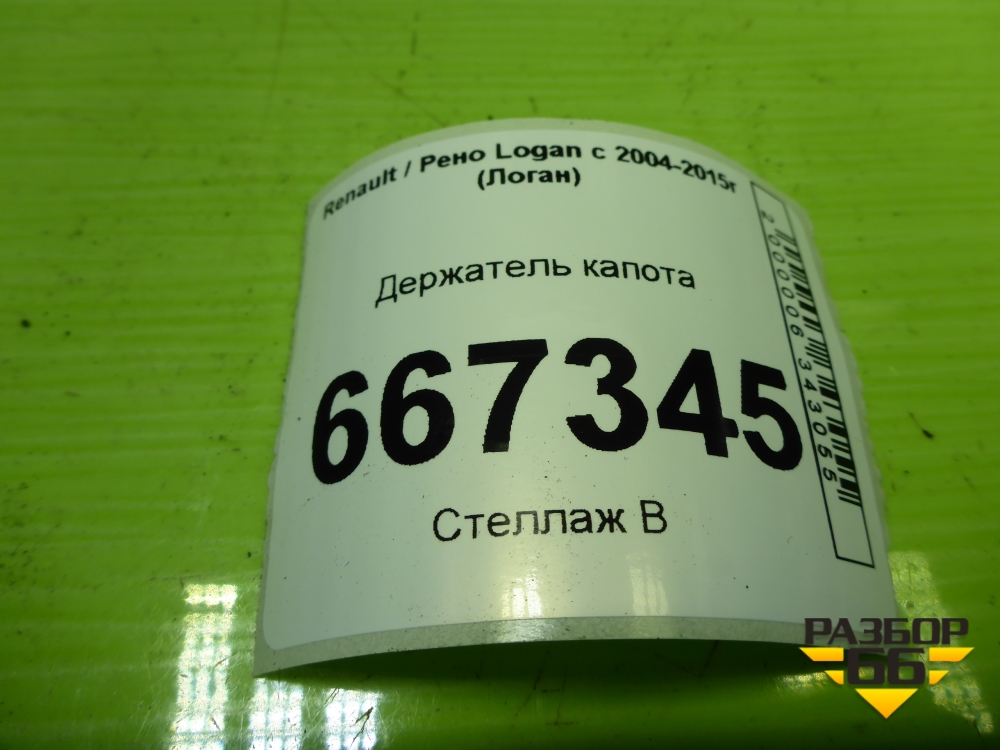 Renault / Рено Logan с 2004-2015г
(Логан)
Держатель капота
667345
Стеллаж В
2000006343055
РАЗБОР
66